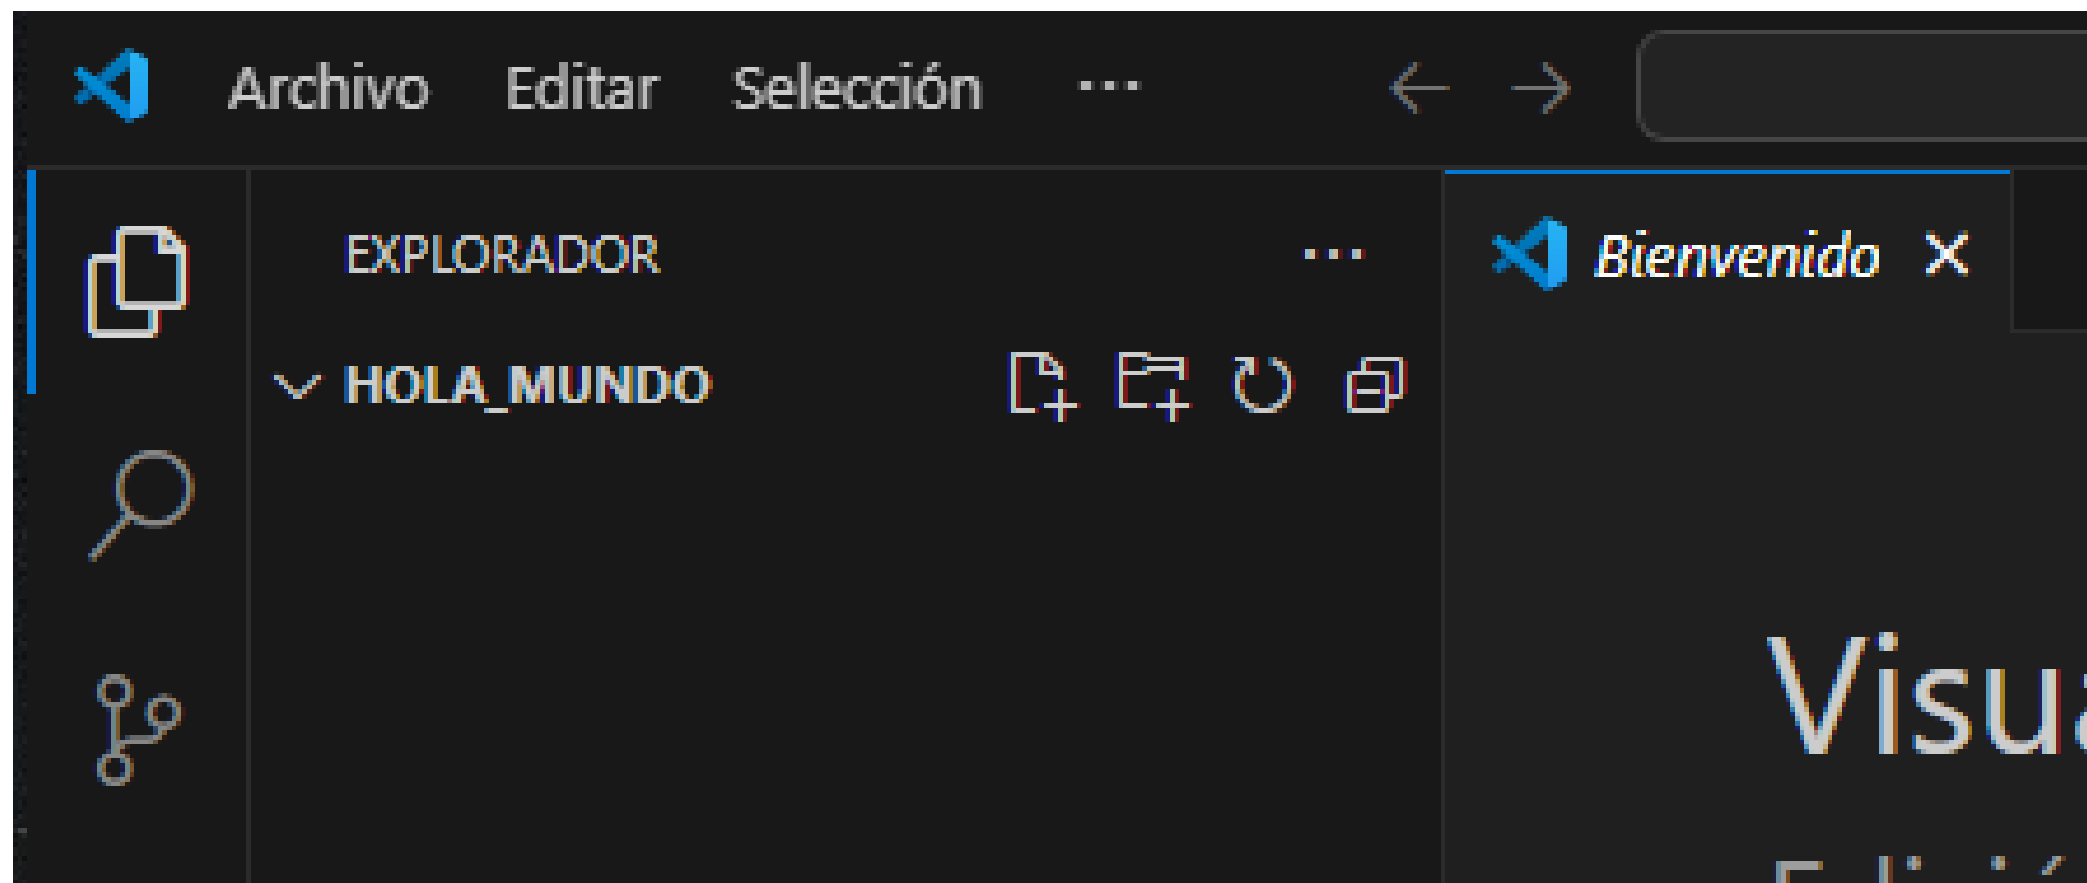 Archivo Editar Selección ...
EXPLORADOR ...
Bienvenido
HOLA_MUNDO
Visua